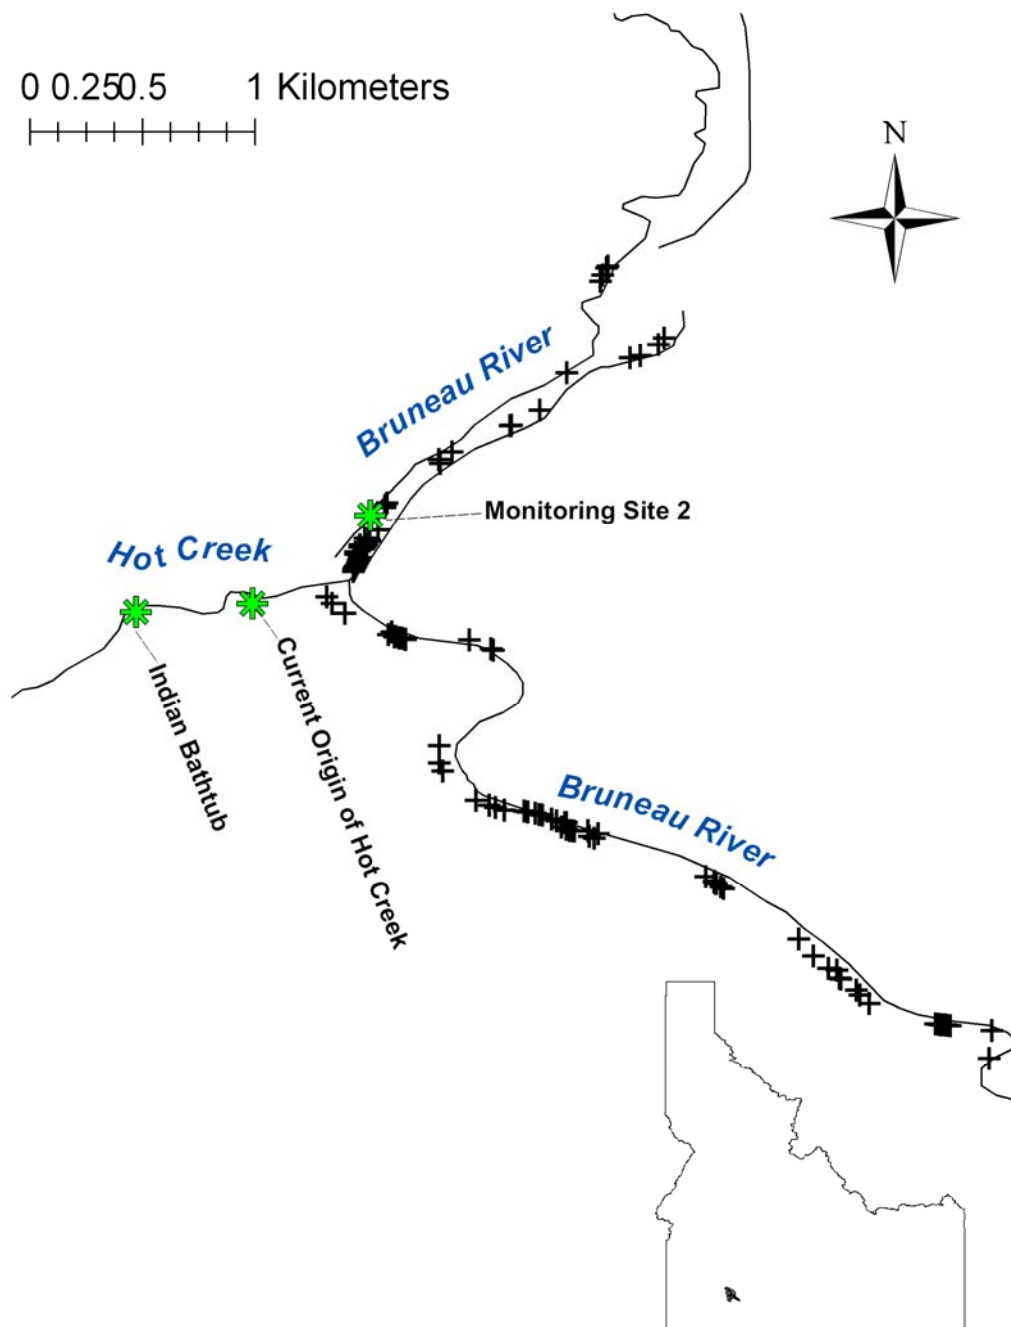 0 0.250.5 1 Kilometers
N
Bruneau River
Monitoring Site 2
Hot Creek
Indian Bathtub
Current Origin of Hot Creek
Bruneau River